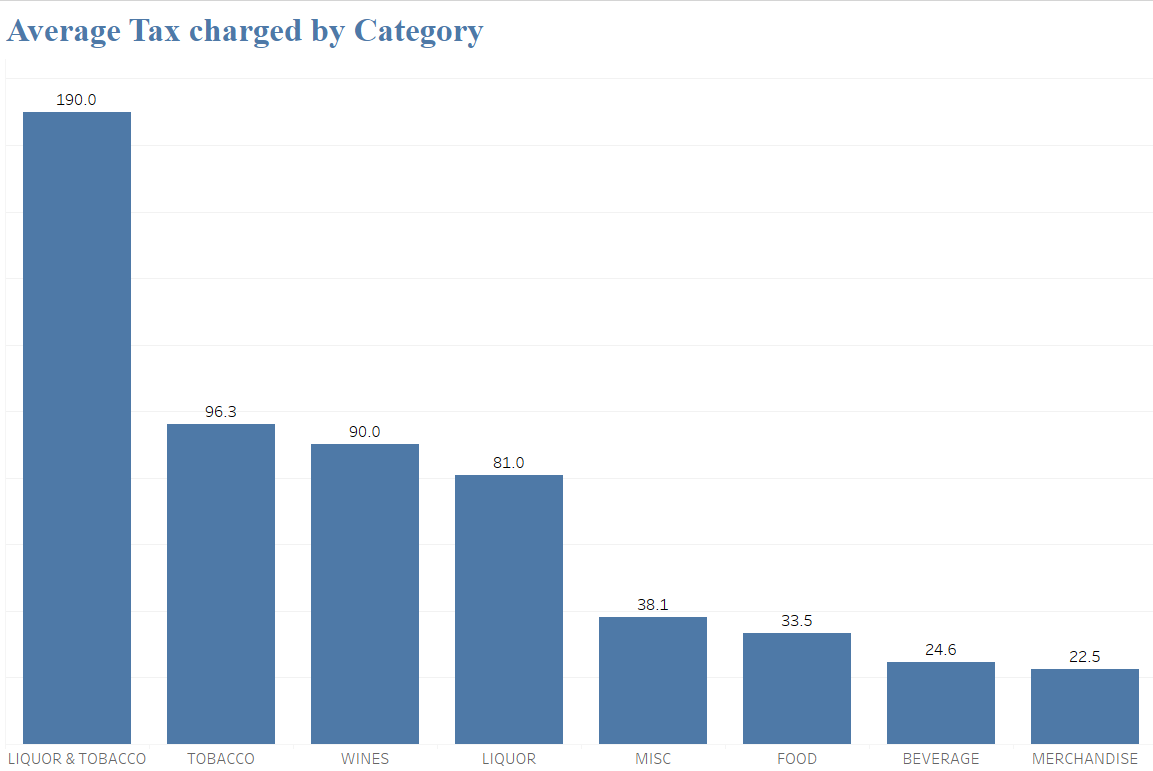 Average Tax charged by Category
190.0
96.3
90.0
81.0
38.1
33.5
24.6
22.5
LIQUOR & TOBACCO
TOBACCO
WINES
LIQUOR
MISC
FOOD
BEVERAGE
MERCHANDISE